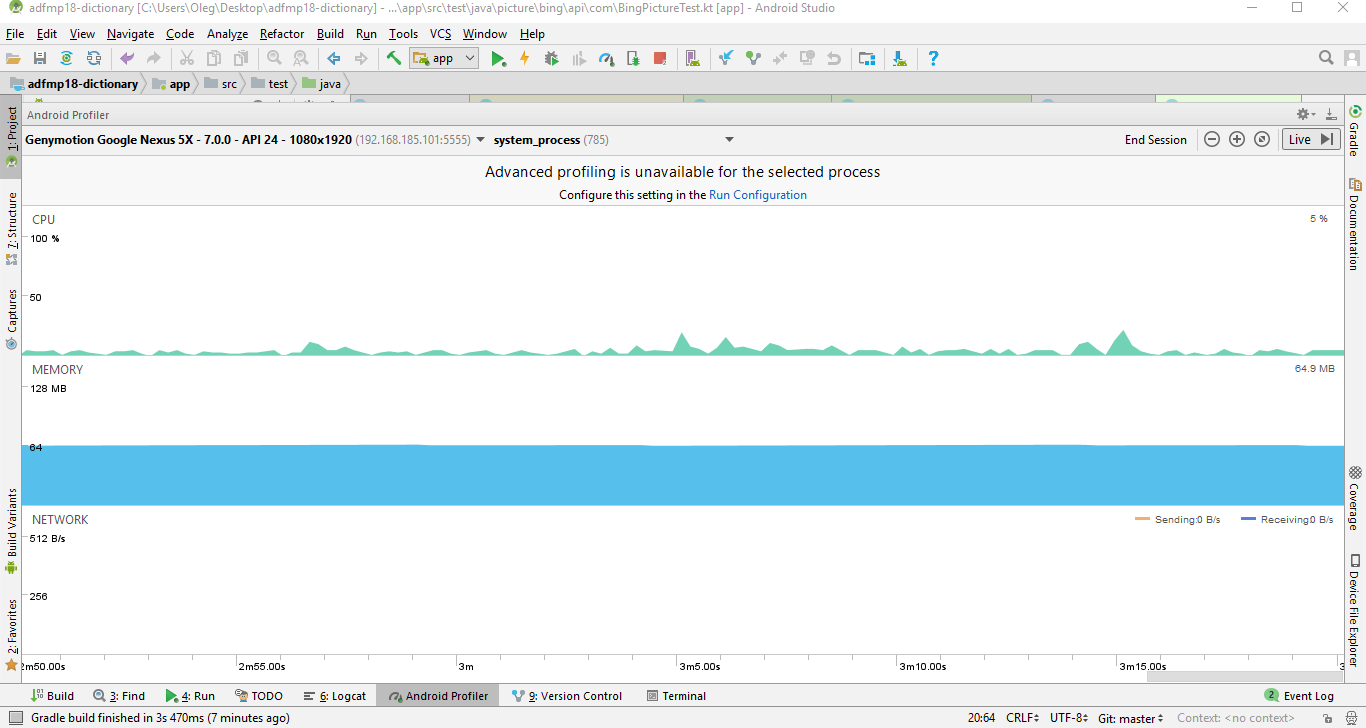 adfmp18-dictionary [C:\Users\Oleg\Desktop\adfmp18-dictionary] - ...\app\src\test\java\picture\bing\api\com\BingPictureTest.kt [app] - Android Studio
File Edit View Navigate Code Analyze Refactor Build Run Tools VCS Window Help
app
adfmp18-dictionary app src test java
Android Profiler
Genymotion Google Nexus 5X - 7.0.0 - API 24 - 1080x1920 (192.168.185.101:5555) system_process (785) End Session Live
Advanced profiling is unavailable for the selected process
Configure this setting in the Run Configuration
CPU 5 %
100 %
50
MEMORY 64.9 MB
128 MB
64
NETWORK Sending:0 B/s Receiving:0 B/s
512 B/s
256
2m50.00s 2m55.00s 3m 3m5.00s 3m10.00s 3m15.00s 3
1: Project
7: Structure
Captures
Build Variants
2: Favorites
Gradle
Documentation
Coverage
Device File Explorer
Build 3: Find 4: Run TODO 6: Logcat Android Profiler 9: Version Control Terminal 2 Event Log
Gradle build finished in 3s 470ms (7 minutes ago) 20:64 CRLF UTF-8 Git: master Context: <no context>